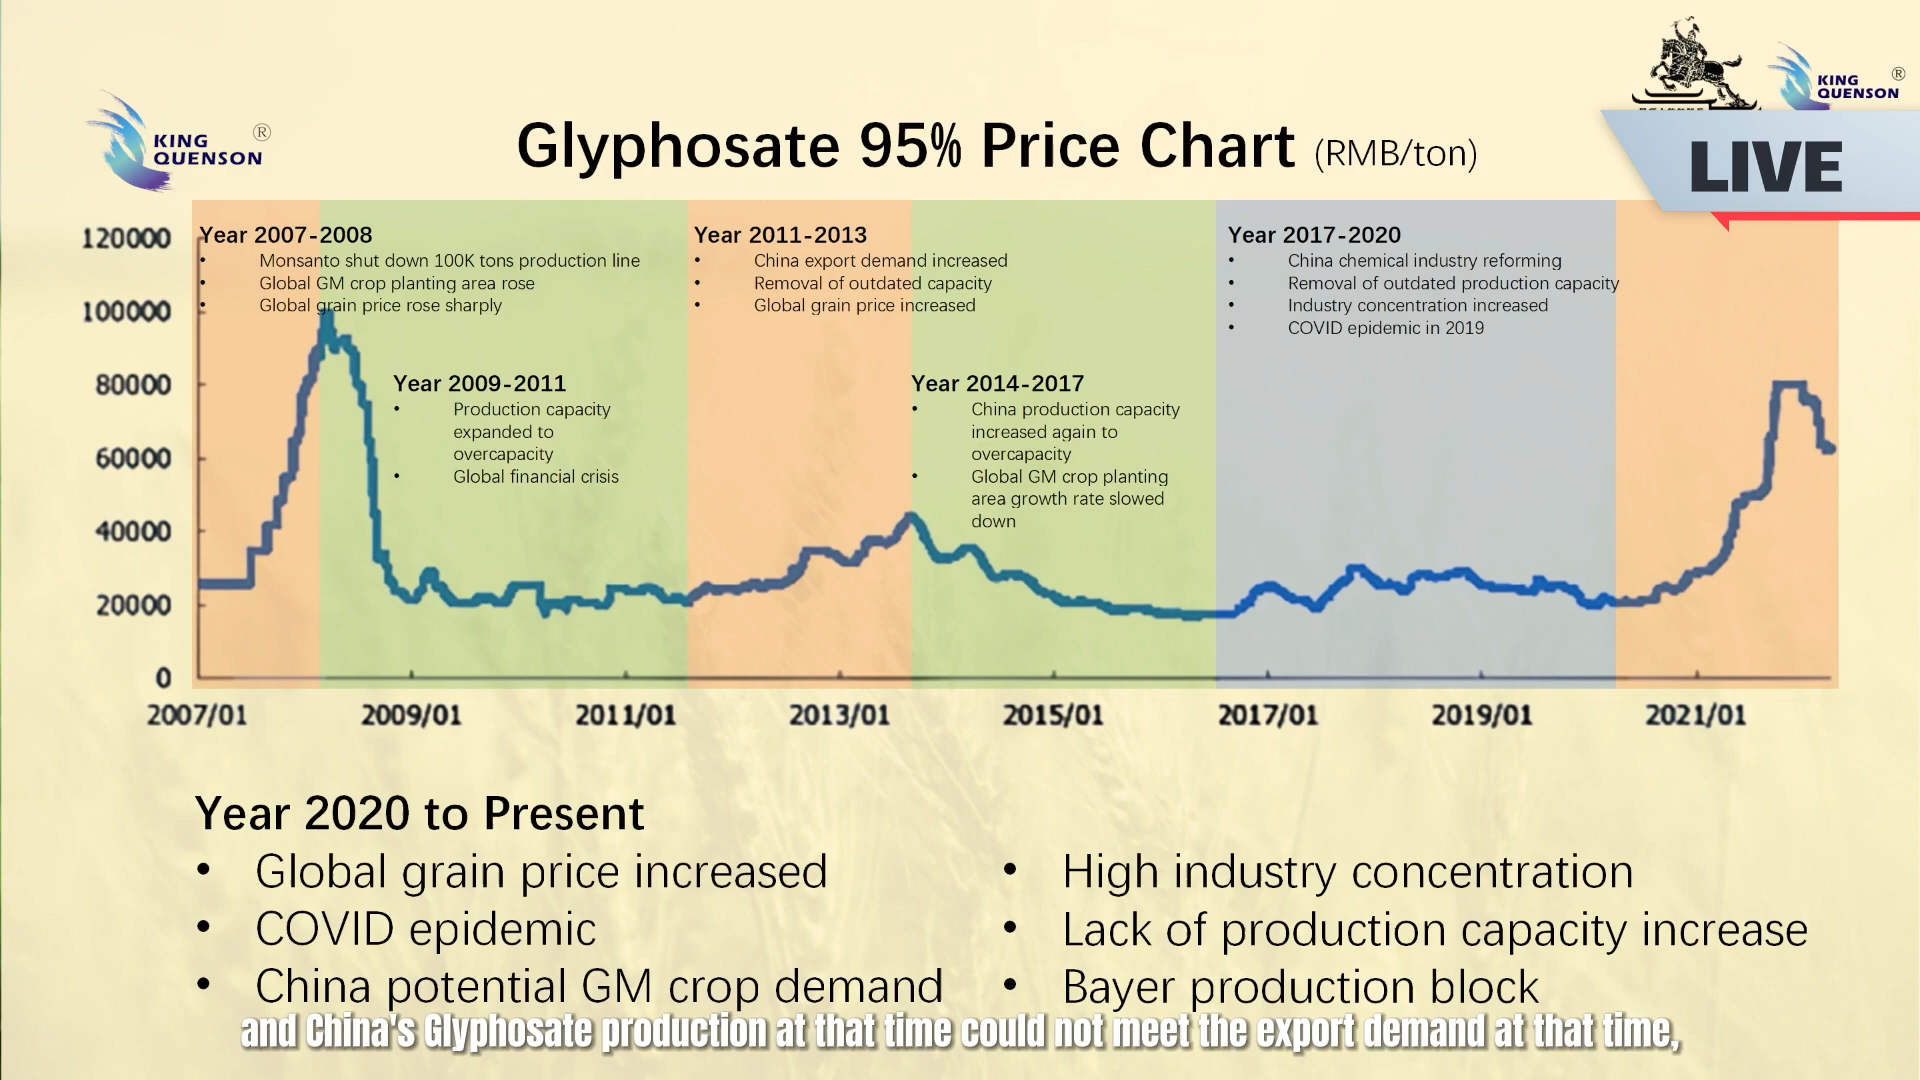 KING
QUENSON
®
KING
QUENSON
®
Glyphosate 95% Price Chart (RMB/ton)
LIVE
120000
100000
80000
60000
40000
20000
0
Year 2007-2008
• Monsanto shut down 100K tons production line
• Global GM crop planting area rose
• Global grain price rose sharply
Year 2009-2011
• Production capacity
expanded to
overcapacity
• Global financial crisis
Year 2011-2013
• China export demand increased
• Removal of outdated capacity
• Global grain price increased
Year 2014-2017
• China production capacity
increased again to
overcapacity
• Global GM crop planting
area growth rate slowed
down
Year 2017-2020
• China chemical industry reforming
• Removal of outdated production capacity
• Industry concentration increased
• COVID epidemic in 2019
2007/01 2009/01 2011/01 2013/01 2015/01 2017/01 2019/01 2021/01
Year 2020 to Present
• Global grain price increased
• COVID epidemic
• China potential GM crop demand
• High industry concentration
• Lack of production capacity increase
• Bayer production block
and China's Glyphosate production at that time could not meet the export demand at that time,